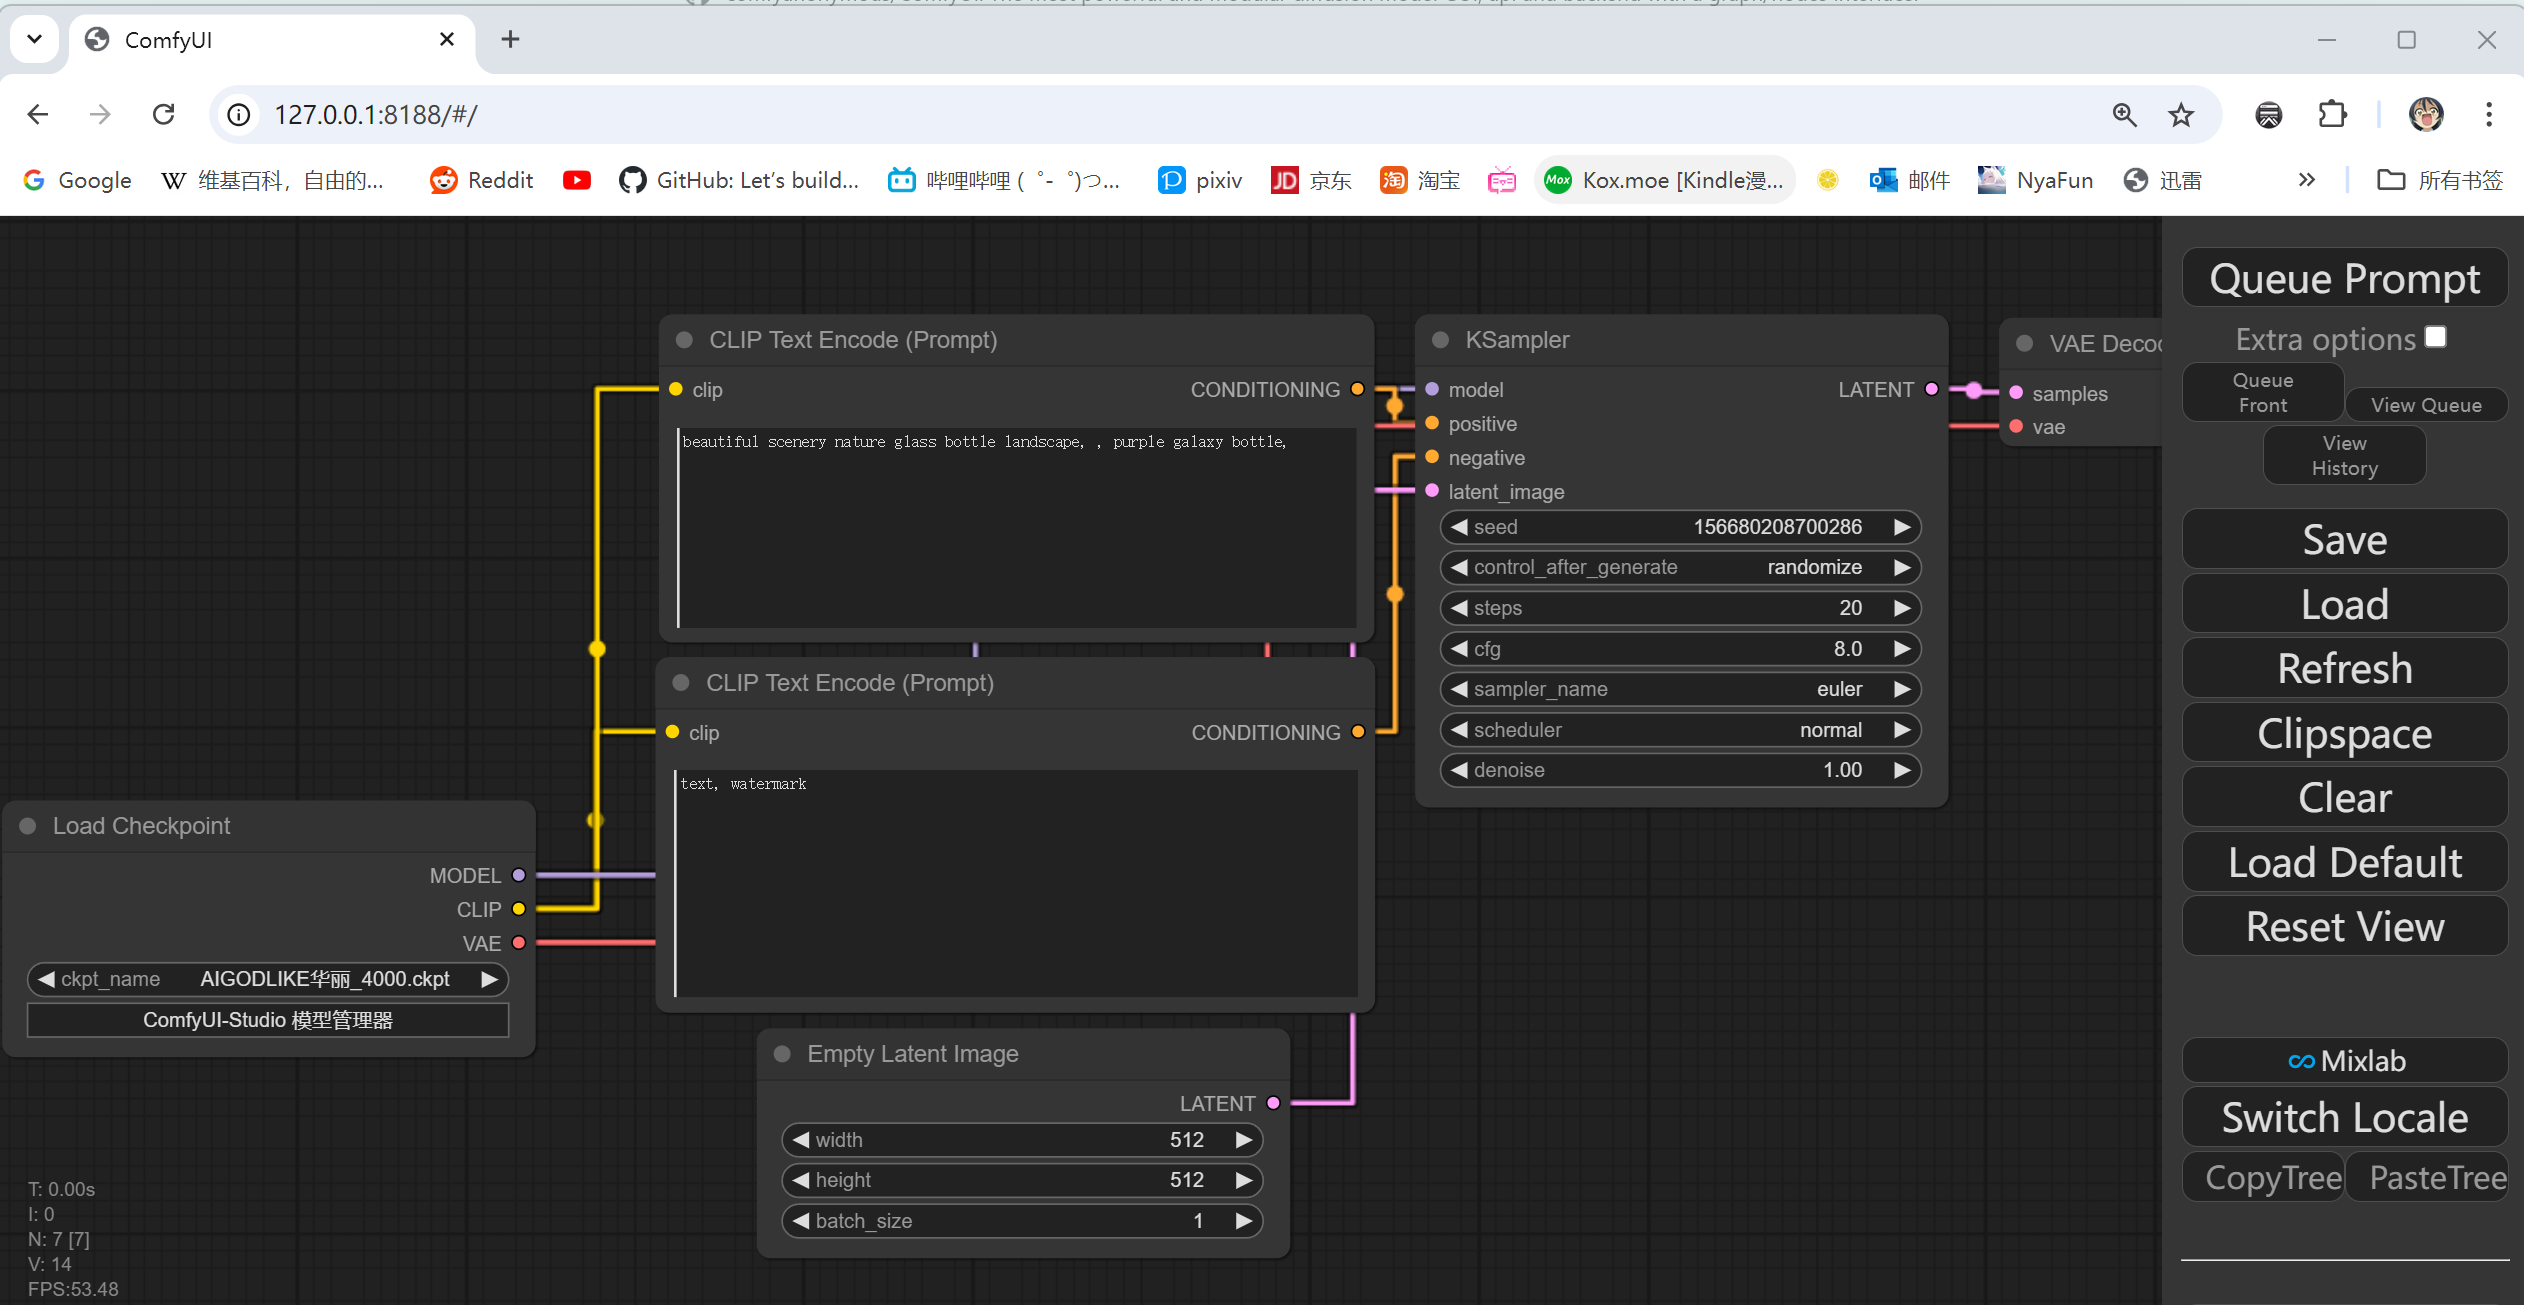 ComfyUI
127.0.0.1:8188/#/
Google
维基百科，自由的...
Reddit
GitHub: Let's build...
哔哩哔哩 (゜-゜)つ...
pixiv
京东
淘宝
Kox.moe [Kindle漫...
邮件
NyaFun
迅雷
所有书签
CLIP Text Encode (Prompt)
clip
CONDITIONING
beautiful scenery nature glass bottle landscape, , purple galaxy bottle,
CLIP Text Encode (Prompt)
clip
CONDITIONING
text, watermark
Load Checkpoint
MODEL
CLIP
VAE
ckpt_name AIGODLIKE华丽_4000.ckpt
ComfyUI-Studio 模型管理器
Empty Latent Image
LATENT
width 512
height 512
batch_size 1
KSampler
model LATENT
positive
negative
latent_image
seed 156680208700286
control_after_generate randomize
steps 20
cfg 8.0
sampler_name euler
scheduler normal
denoise 1.00
VAE Deco
samples
vae
Queue Prompt
Extra options
Queue
Front
View Queue
View
History
Save
Load
Refresh
Clipspace
Clear
Load Default
Reset View
Mixlab
Switch Locale
CopyTree
PasteTree
T: 0.00s
I: 0
N: 7 [7]
V: 14
FPS:53.48